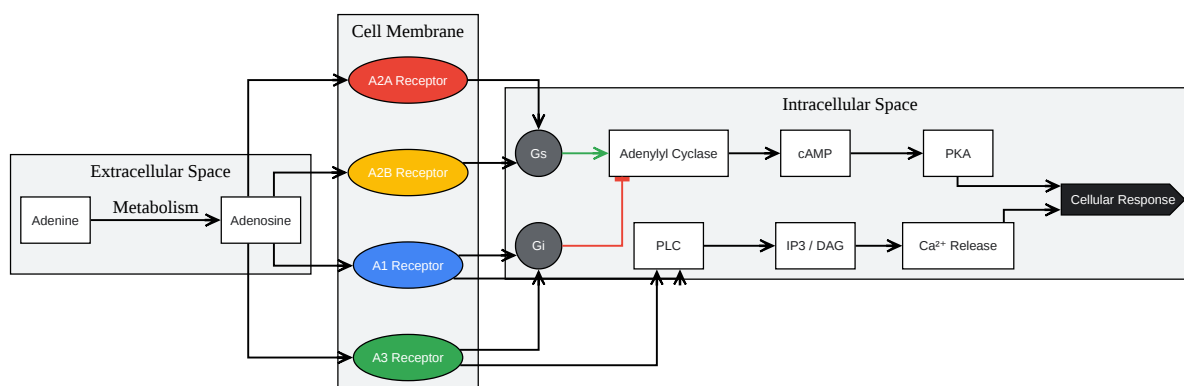 Cell Membrane
A2A Receptor
Intracellular Space
Gs
Adenylyl Cyclase
cAMP
PKA
Extracellular Space
A2B Receptor
Metabolism
Adenine
Adenosine
Cellular Response
Gi
PLC
IP3 / DAG
Ca²⁺ Release
A1 Receptor
A3 Receptor